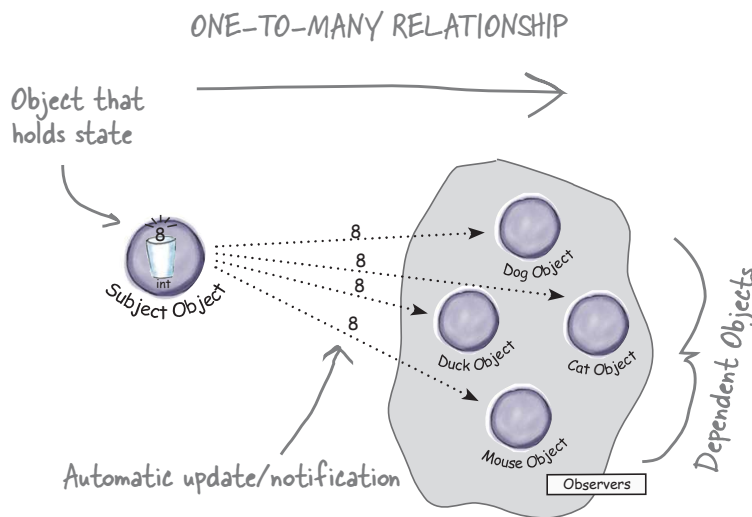 ONE-TO-MANY RELATIONSHIP
Object that
holds state
8
int
Subject Object
8
8
8
8
Dog Object
Duck Object
Cat Object
Mouse Object
Dependent Objects
Automatic update/notification
Observers